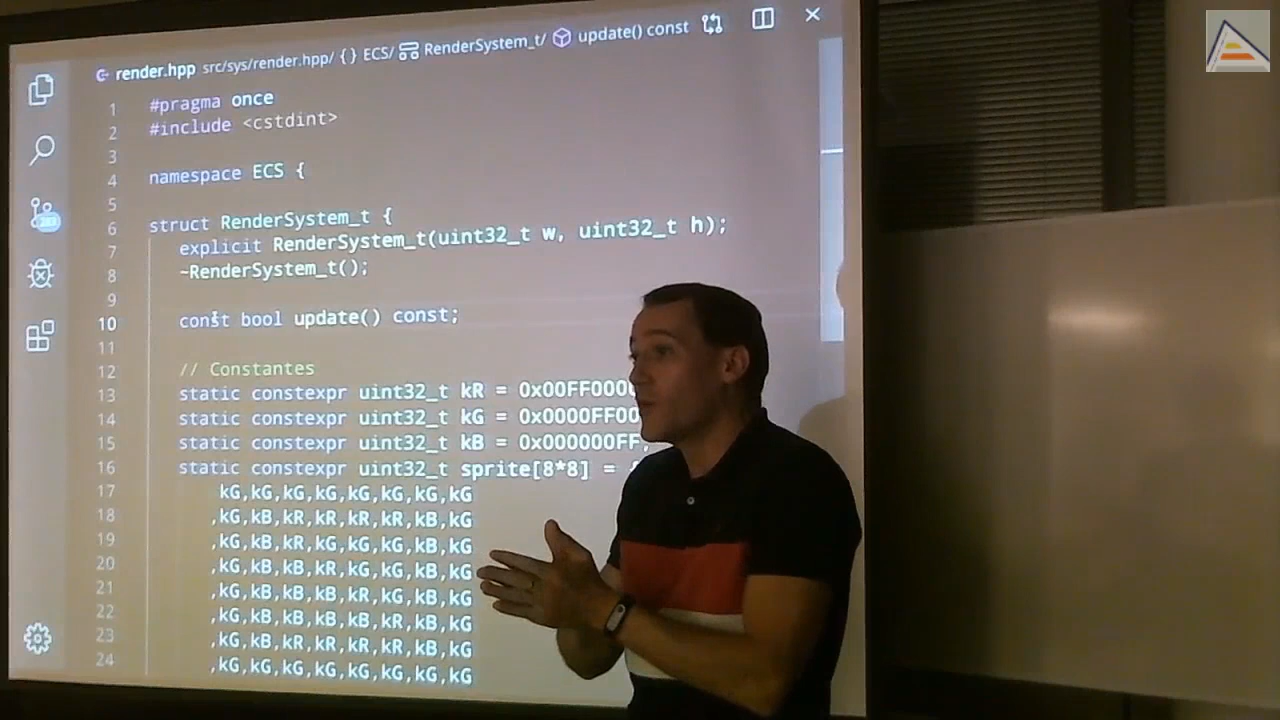 render.hpp src/sys/render.hpp/ { } ECS/ RenderSystem_t/ update() const
1 #pragma once
2 #include <cstdint>
3
4 namespace ECS {
5
6 struct RenderSystem_t {
7 explicit RenderSystem_t(uint32_t w, uint32_t h);
8 ~RenderSystem_t();
9
10 const bool update() const;
11
12 // Constantes
13 static constexpr uint32_t kR = 0x00FF000
14 static constexpr uint32_t kG = 0x0000FF00
15 static constexpr uint32_t kB = 0x000000FF;
16 static constexpr uint32_t sprite[8*8] = {
17 kG,kG,kG,kG,kG,kG,kG,kG
18 ,kG,kB,kR,kR,kR,kR,kB,kG
19 ,kG,kB,kR,kG,kG,kG,kB,kG
20 ,kG,kB,kB,kR,kG,kG,kB,kG
21 ,kG,kB,kB,kB,kR,kG,kB,kG
22 ,kG,kB,kB,kB,kB,kR,kB,kG
23 ,kG,kB,kR,kR,kR,kR,kB,kG
24 ,kG,kG,kG,kG,kG,kG,kG,kG